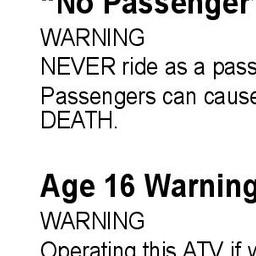 "No Passenger
WARNING
NEVER ride as a pass
Passengers can cause
DEATH.
Age 16 Warning
WARNING
Operating this ATV if